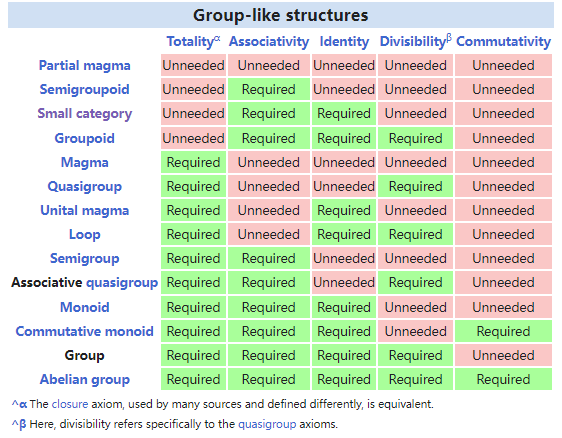 Group-like structures
Totalityα Associativity Identity Divisibilityβ Commutativity
Partial magma Unneeded Unneeded Unneeded Unneeded Unneeded
Semigroupoid Unneeded Required Unneeded Unneeded Unneeded
Small category Unneeded Required Required Unneeded Unneeded
Groupoid Unneeded Required Required Required Unneeded
Magma Required Unneeded Unneeded Unneeded Unneeded
Quasigroup Required Unneeded Unneeded Required Unneeded
Unital magma Required Unneeded Required Unneeded Unneeded
Loop Required Unneeded Required Required Unneeded
Semigroup Required Required Unneeded Unneeded Unneeded
Associative quasigroup Required Required Unneeded Required Unneeded
Monoid Required Required Required Unneeded Unneeded
Commutative monoid Required Required Required Unneeded Required
Group Required Required Required Required Unneeded
Abelian group Required Required Required Required Required
^α The closure axiom, used by many sources and defined differently, is equivalent.
^β Here, divisibility refers specifically to the quasigroup axioms.